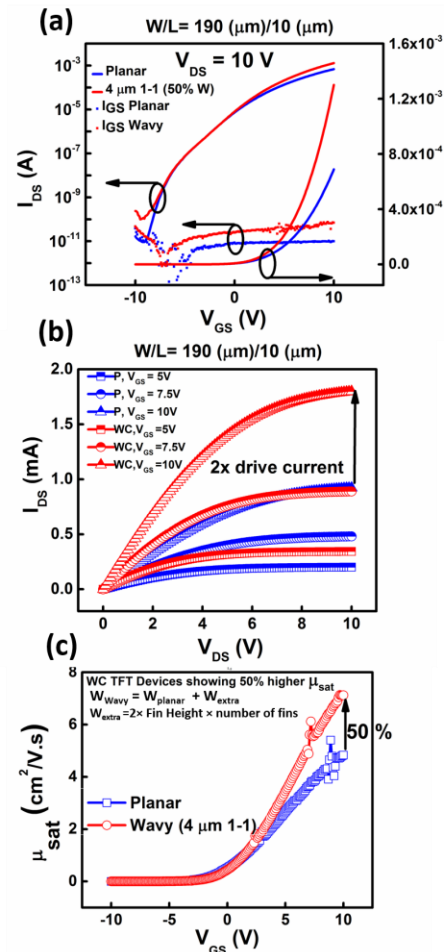 (a)
W/L= 190 (μm)/10 (μm)
V_DS = 10 V
Planar
4 μm 1-1 (50% W)
I_GS Planar
I_GS Wavy
I_DS (A)
10^-3
10^-5
10^-7
10^-9
10^-11
10^-13
1.6x10^-3
1.2x10^-3
8.0x10^-4
4.0x10^-4
0.0
-10
0
10
V_GS (V)
(b)
W/L= 190 (μm)/10 (μm)
P, V_GS = 5V
P, V_GS = 7.5V
P, V_GS = 10V
WC,V_GS =5V
WC,V_GS =7.5V
WC,V_GS =10V
2x drive current
I_DS (mA)
2.0
1.5
1.0
0.5
0.0
0 2 4 6 8 10
V_DS (V)
(c)
WC TFT Devices showing 50% higher μ_sat
W_Wavy = W_planar + W_extra
W_extra =2× Fin Height × number of fins
50 %
Planar
Wavy (4 μm 1-1)
μ_sat (cm^2/V.s)
8
6
4
2
0
-10 -5 0 5 10
V_GS (V)